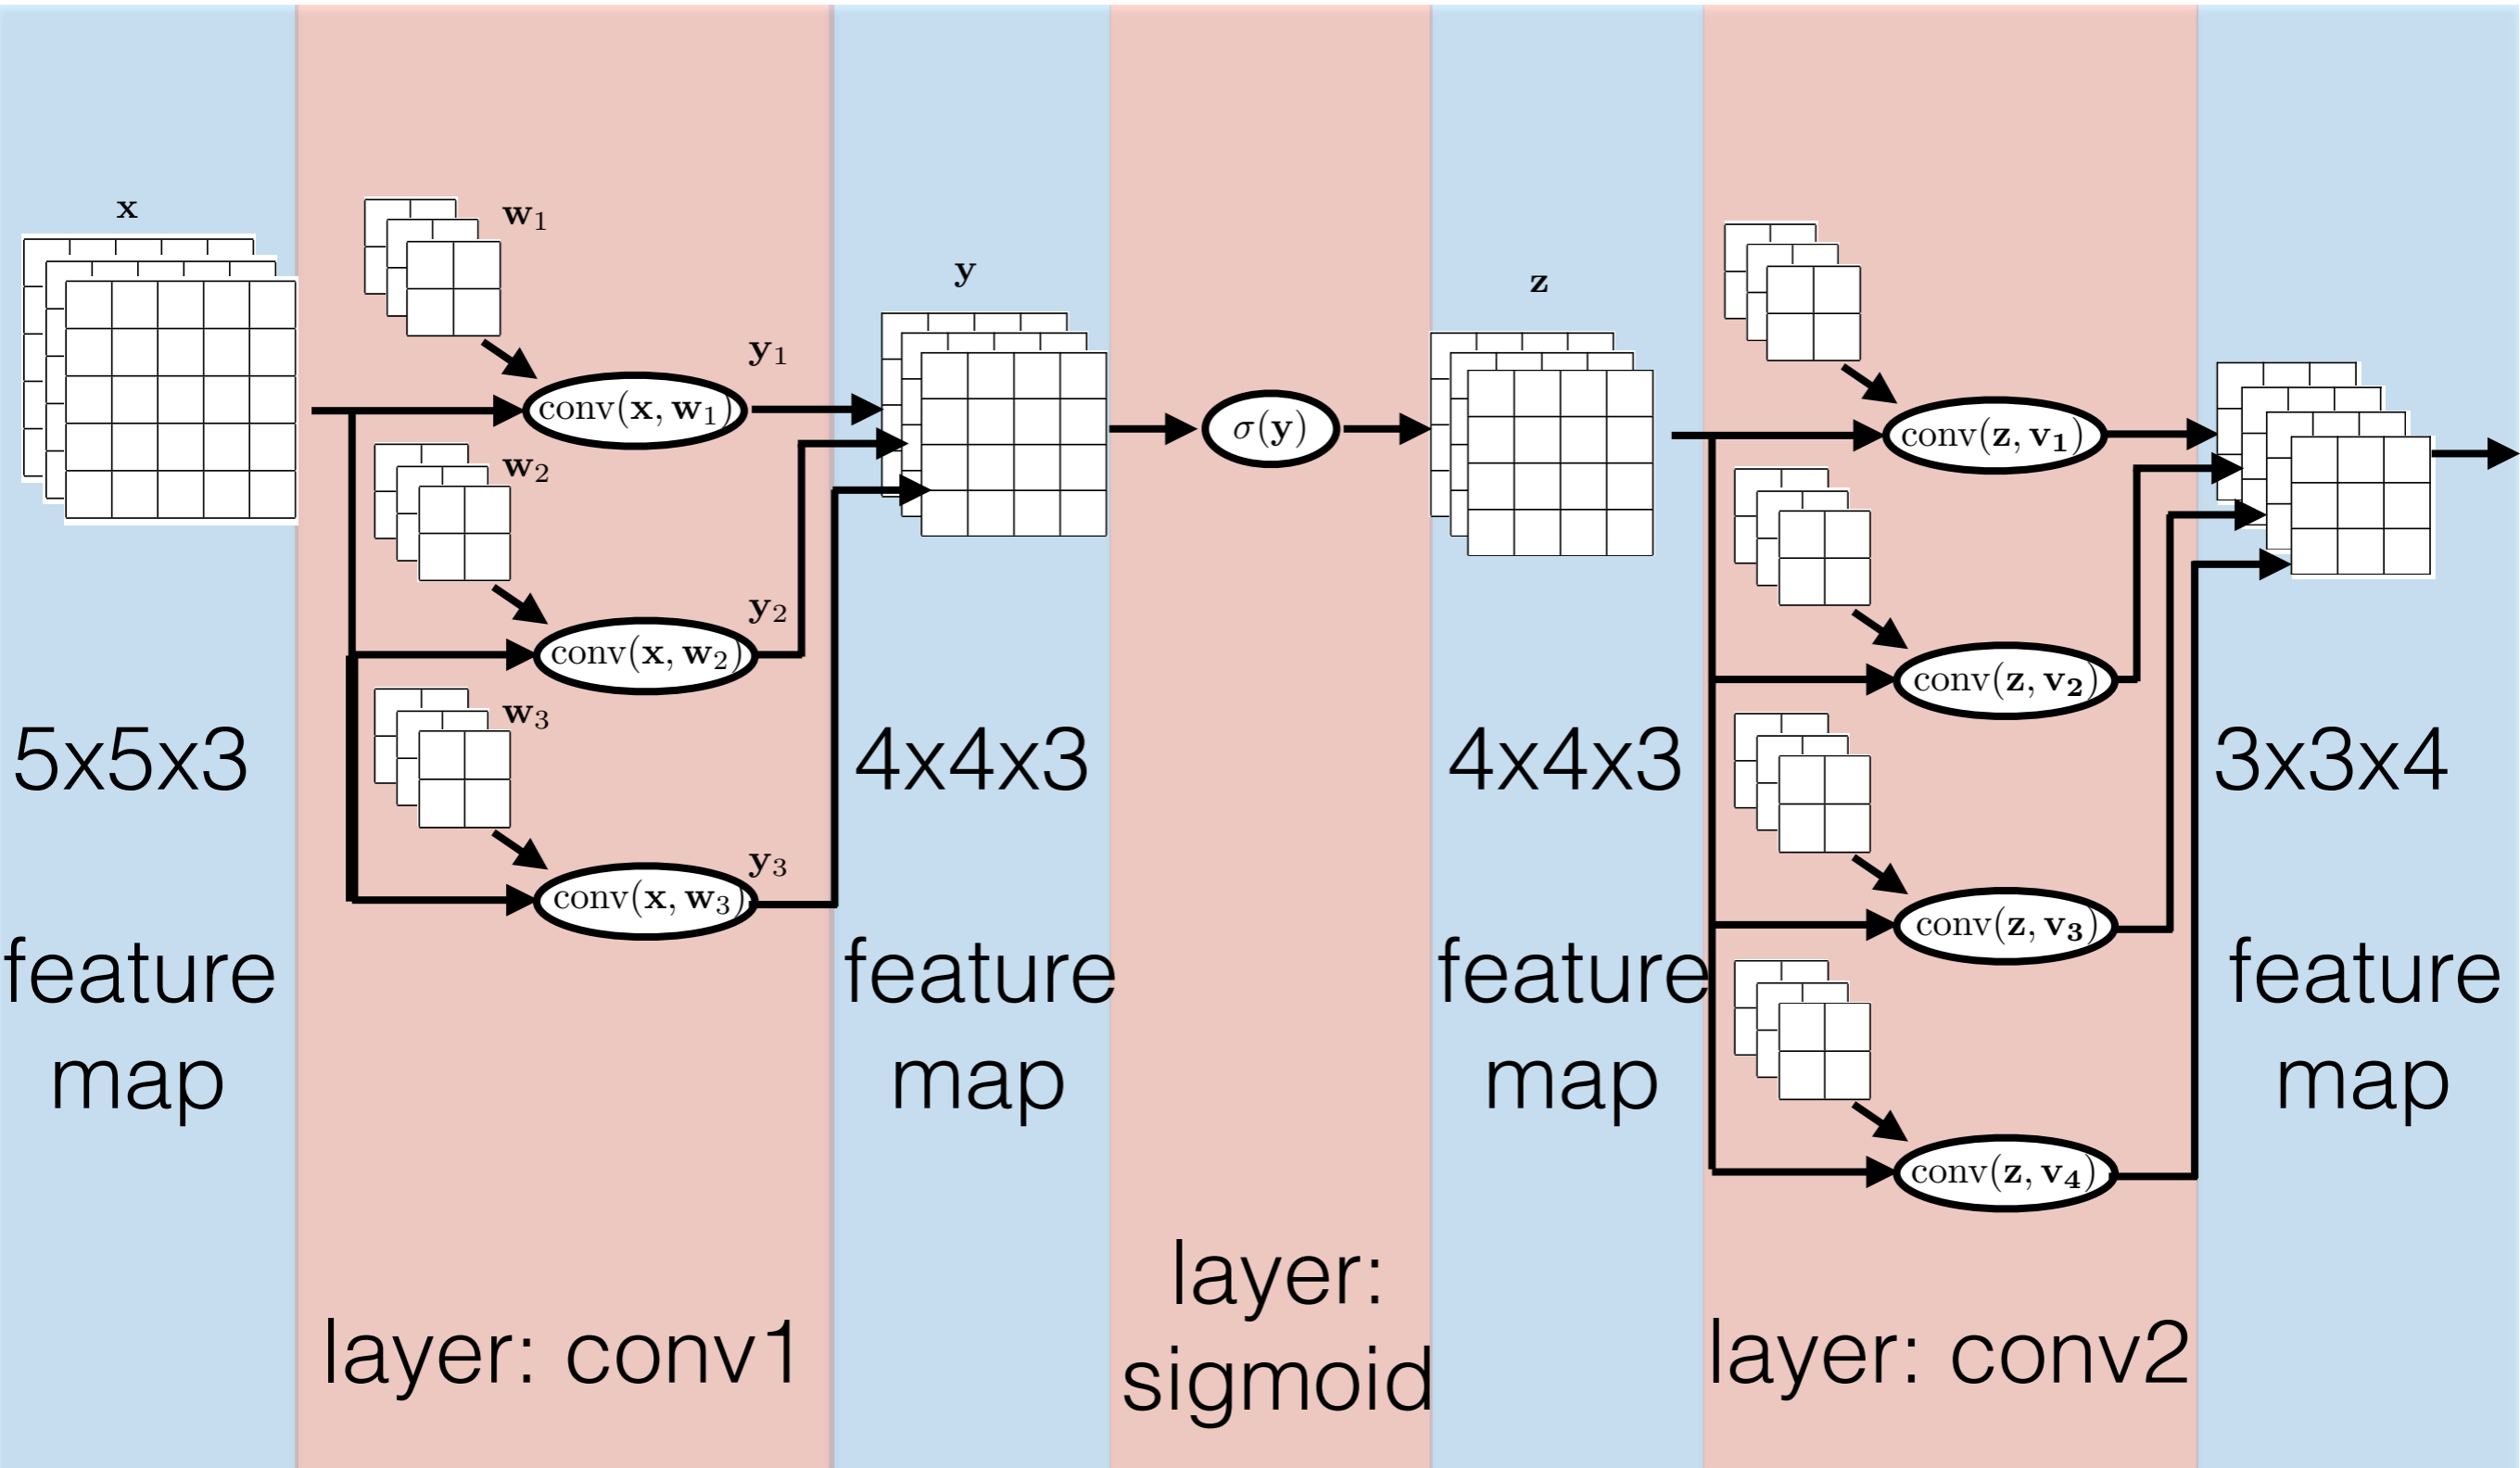 x
w₁
y₁
conv(x, w₁)
w₂
y₂
conv(x, w₂)
w₃
y₃
conv(x, w₃)
y
σ(y)
z
conv(z, v₁)
conv(z, v₂)
conv(z, v₃)
conv(z, v₄)
5x5x3
feature
map
4x4x3
feature
map
4x4x3
feature
map
3x3x4
feature
map
layer: conv1
layer:
sigmoid
layer: conv2